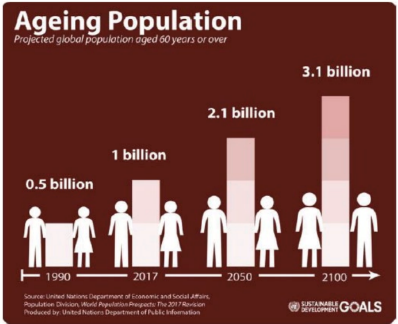 Ageing Population
Projected global population aged 60 years or over
3.1 billion
2.1 billion
1 billion
0.5 billion
1990 2017 2050 2100
Source: United Nations Department of Economic and Social Affairs,
Population Division, World Population Prospects: The 2017 Revision
Produced by: United Nations Department of Public Information
SUSTAINABLE
DEVELOPMENT GOALS